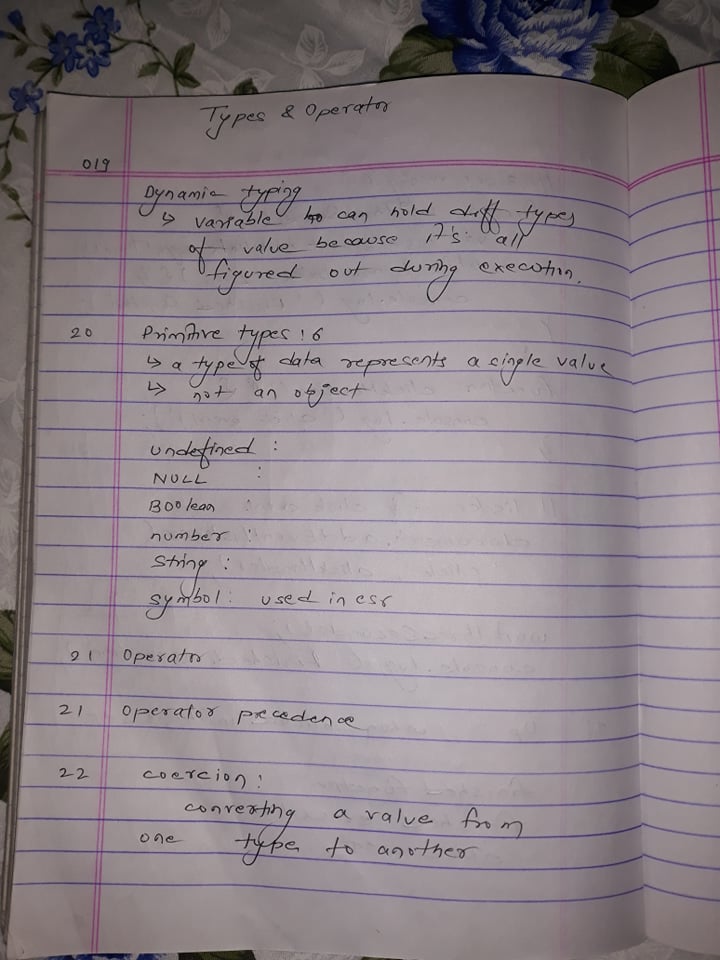 Types & Operator
019
Dynamic typing
↳ variable can hold diff types
of value because it's all
figured out during execution.
20 Primitive types : 6
↳ a type of data represents a single value
↳ not an object
undefined :
NULL :
Boolean :
number :
String :
symbol : used in es6
21 Operator
21 operator precedence
22 coercion :
converting a value from
one type to another